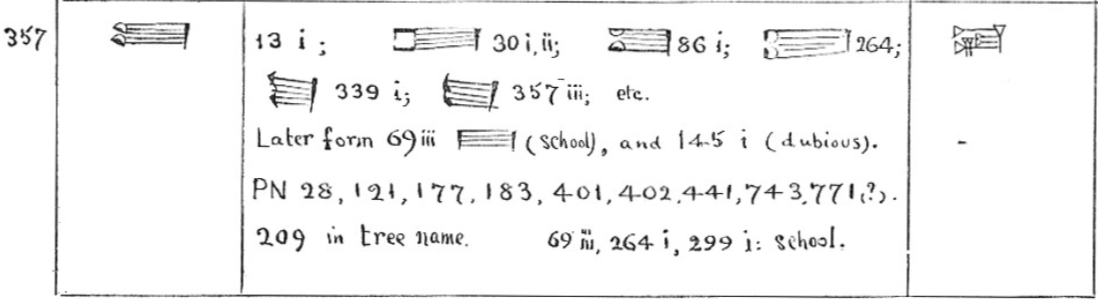 357
13 i; 30 i, ii; 86 i; 264;
339 i; 357 iii; etc.
Later form 69 iii (school), and 145 i (dubious).
PN 28, 121, 177, 183, 401, 402, 441, 743, 771(?).
209 in tree name. 69 iii, 264 i, 299 i: school.
-